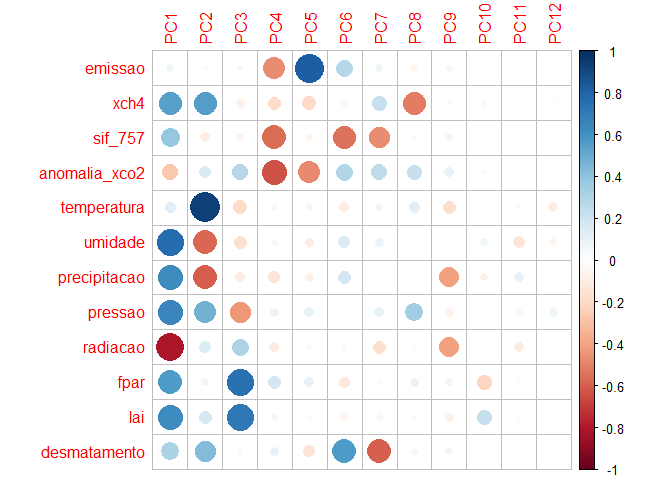 PC1 PC2 PC3 PC4 PC5 PC6 PC7 PC8 PC9 PC10 PC11 PC12
emissao
xch4
sif_757
anomalia_xco2
temperatura
umidade
precipitacao
pressao
radiacao
fpar
lai
desmatamento
1
0.8
0.6
0.4
0.2
0
-0.2
-0.4
-0.6
-0.8
-1